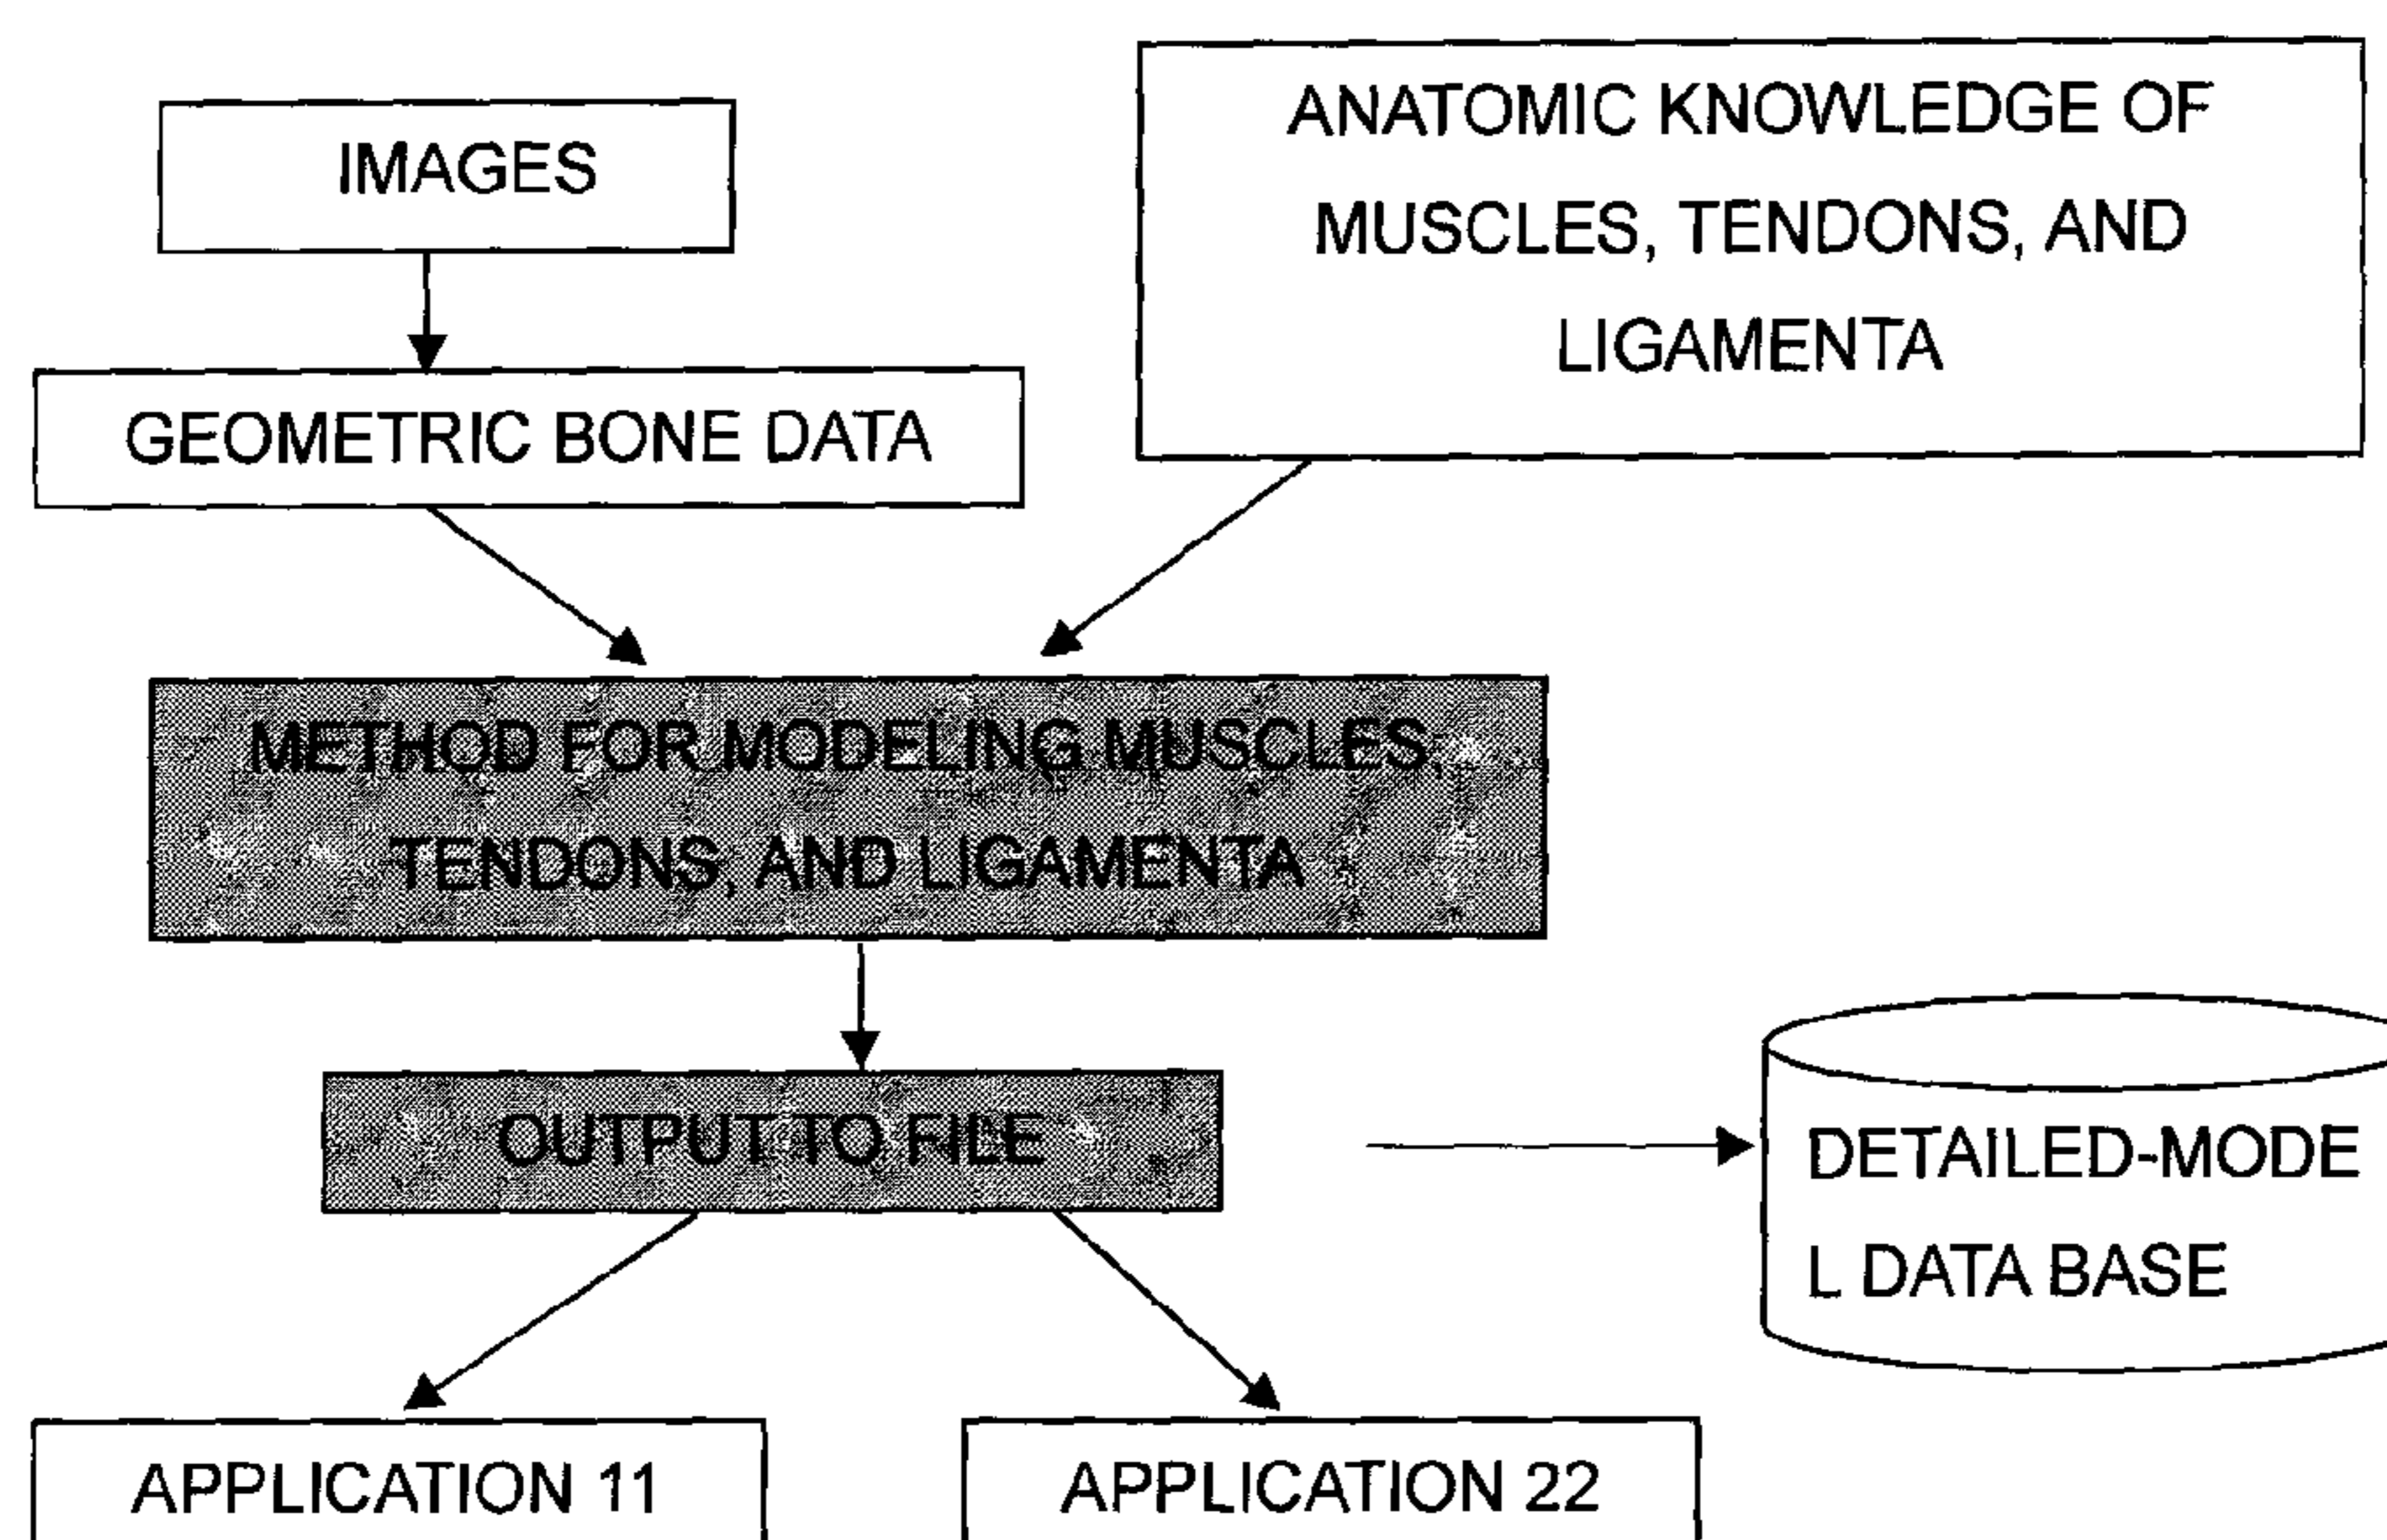 IMAGES
ANATOMIC KNOWLEDGE OF
MUSCLES, TENDONS, AND
LIGAMENTA
GEOMETRIC BONE DATA
METHOD FOR MODELING MUSCLES,
TENDONS, AND LIGAMENTA
OUTPUT TO FILE
DETAILED-MODE
L DATA BASE
APPLICATION 11
APPLICATION 22